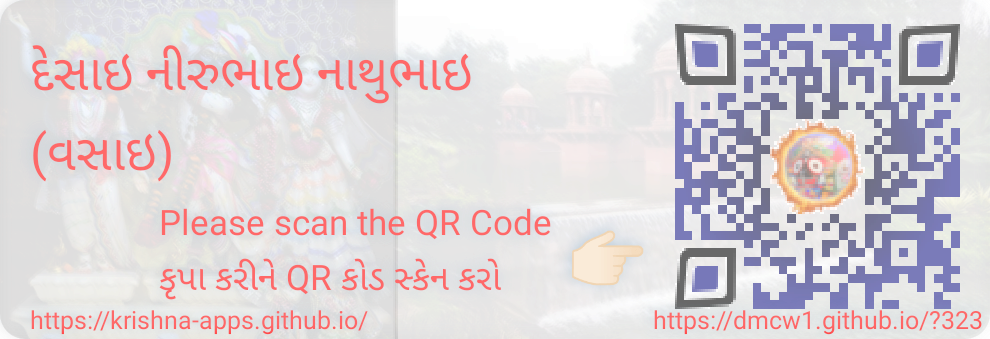 દેસાઇ નીરુભાઇ નાથુભાઇ
(વસાઇ)
Please scan the QR Code
કૃપા કરીને QR કોડ સ્કેન કરો
https://krishna-apps.github.io/
https://dmcw1.github.io/?323